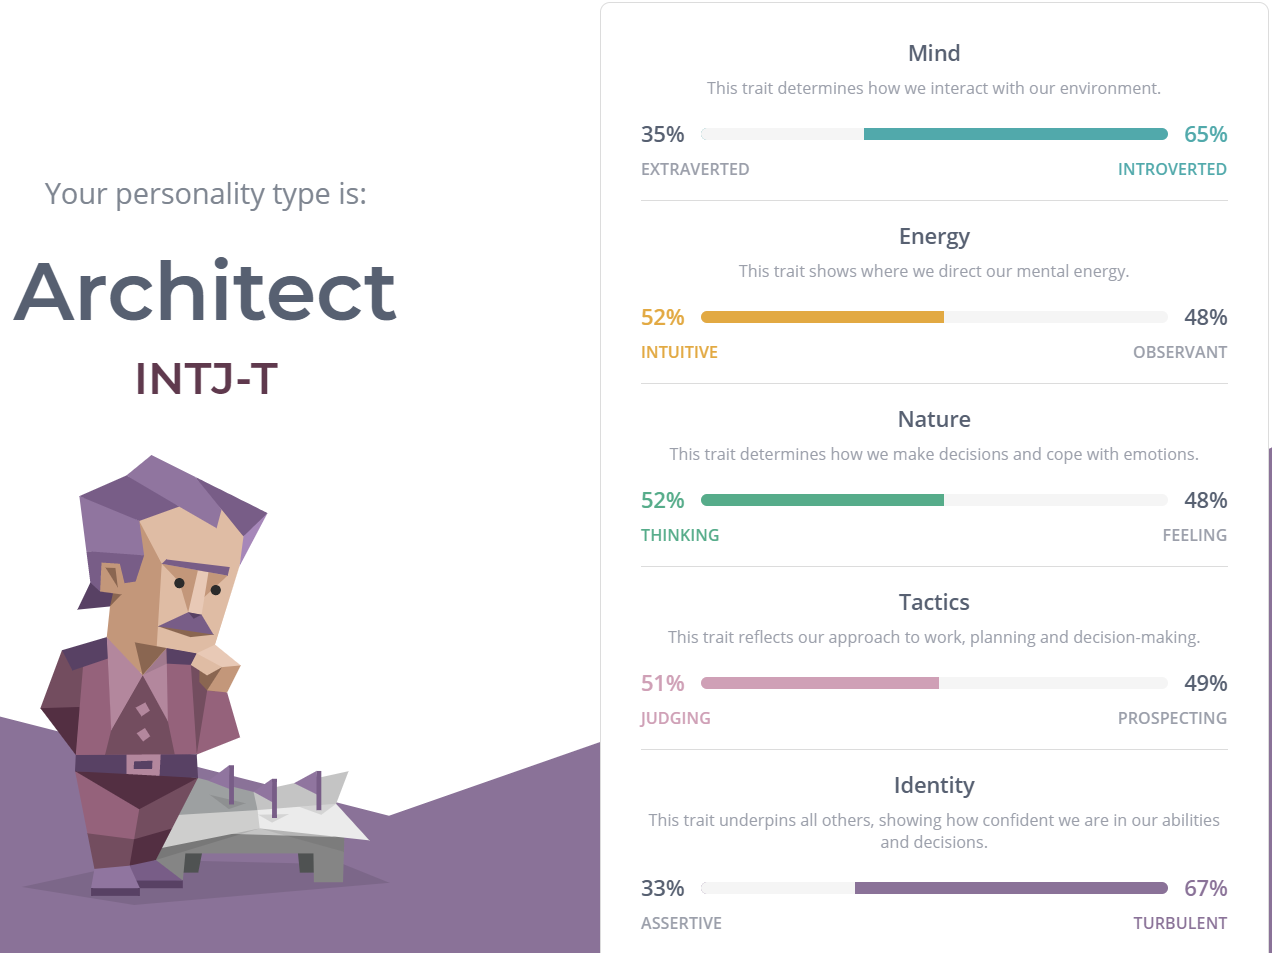 Your personality type is:
Architect
INTJ-T
Mind
This trait determines how we interact with our environment.
35% 65%
EXTRAVERTED INTROVERTED
Energy
This trait shows where we direct our mental energy.
52% 48%
INTUITIVE OBSERVANT
Nature
This trait determines how we make decisions and cope with emotions.
52% 48%
THINKING FEELING
Tactics
This trait reflects our approach to work, planning and decision-making.
51% 49%
JUDGING PROSPECTING
Identity
This trait underpins all others, showing how confident we are in our abilities
and decisions.
33% 67%
ASSERTIVE TURBULENT